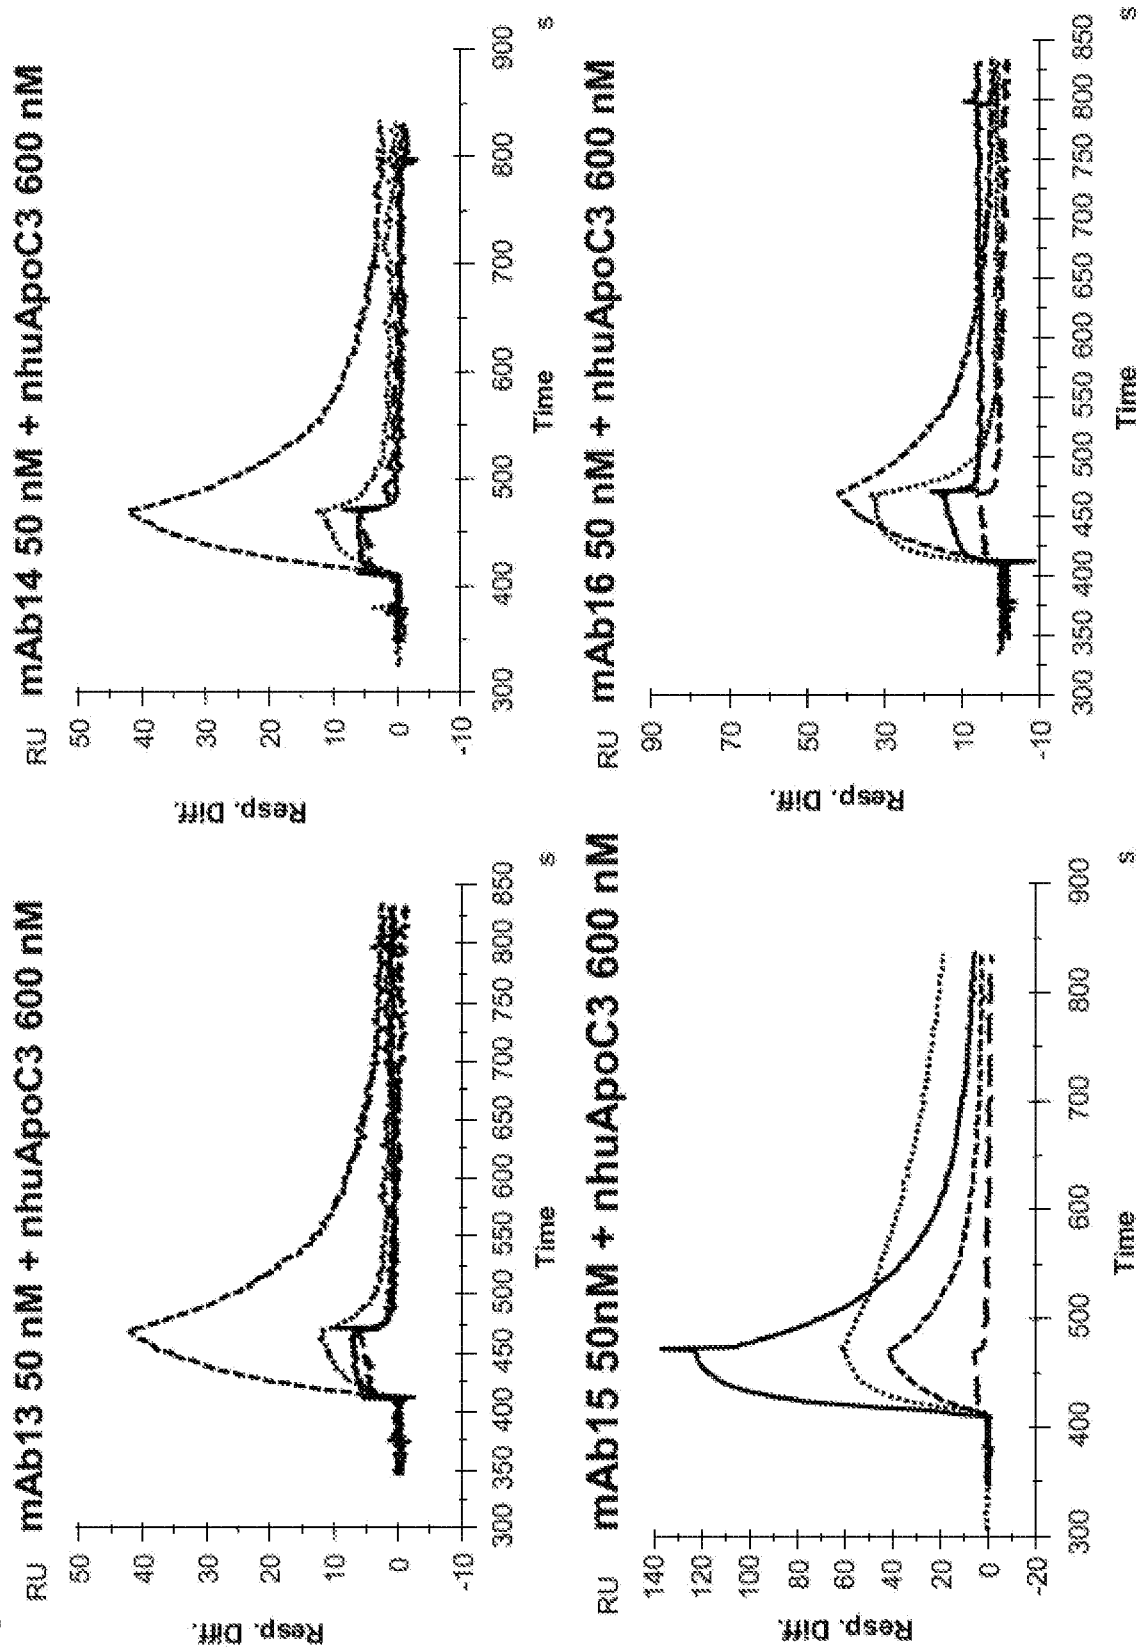 mAb13 50 nM + nhuApoC3 600 nM
RU
50
40
30
20
10
0
-10
Resp. Diff.
300 350 400 450 500 550 600 650 700 750 800 850
Time
s
mAb14 50 nM + nhuApoC3 600 nM
RU
50
40
30
20
10
0
-10
Resp. Diff.
300 400 500 600 700 800 900
Time
s
mAb15 50nM + nhuApoC3 600 nM
RU
140
120
100
80
60
40
20
0
-20
Resp. Diff.
300 400 500 600 700 800 900
Time
s
mAb16 50 nM + nhuApoC3 600 nM
RU
90
70
50
30
10
-10
Resp. Diff.
300 350 400 450 500 550 600 650 700 750 800 850
Time
s